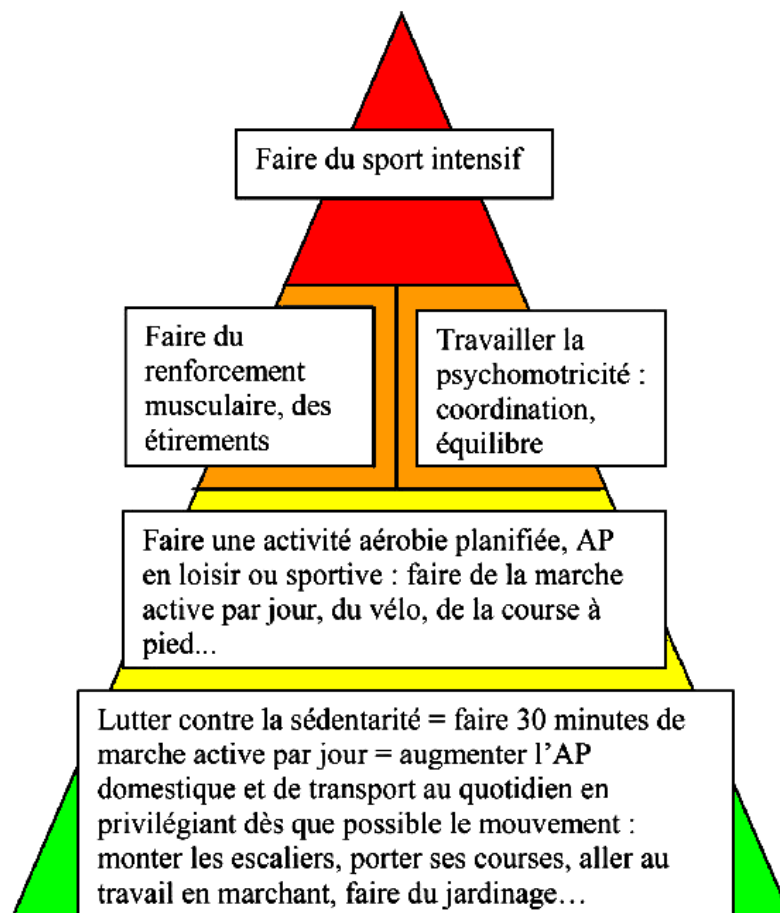 Faire du sport intensif
Faire du
renforcement
musculaire, des
étirements
Travailler la
psychomotricité :
coordination,
équilibre
Faire une activité aérobie planifiée, AP
en loisir ou sportive : faire de la marche
active par jour, du vélo, de la course à
pied...
Lutter contre la sédentarité = faire 30 minutes de
marche active par jour = augmenter l’AP
domestique et de transport au quotidien en
privilégiant dès que possible le mouvement :
monter les escaliers, porter ses courses, aller au
travail en marchant, faire du jardinage…